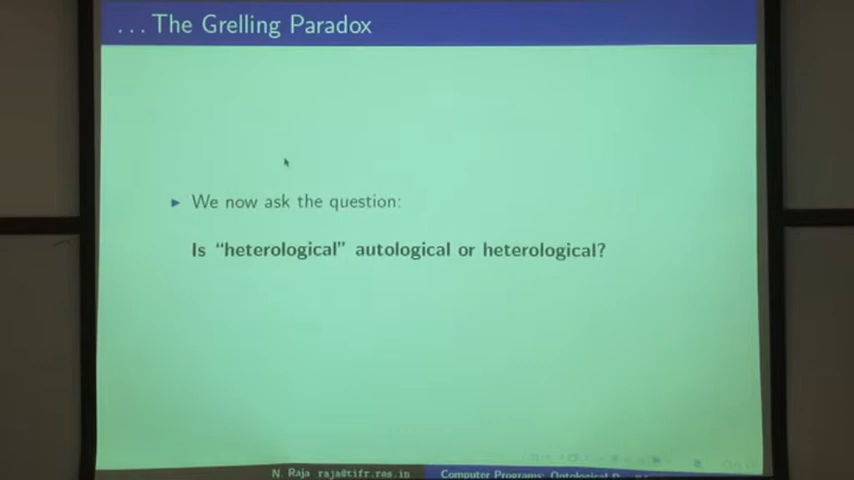 ... The Grelling Paradox
We now ask the question:
Is “heterological” autological or heterological?
N. Raja raja@tifr.res.in Computer Programs: Ontological